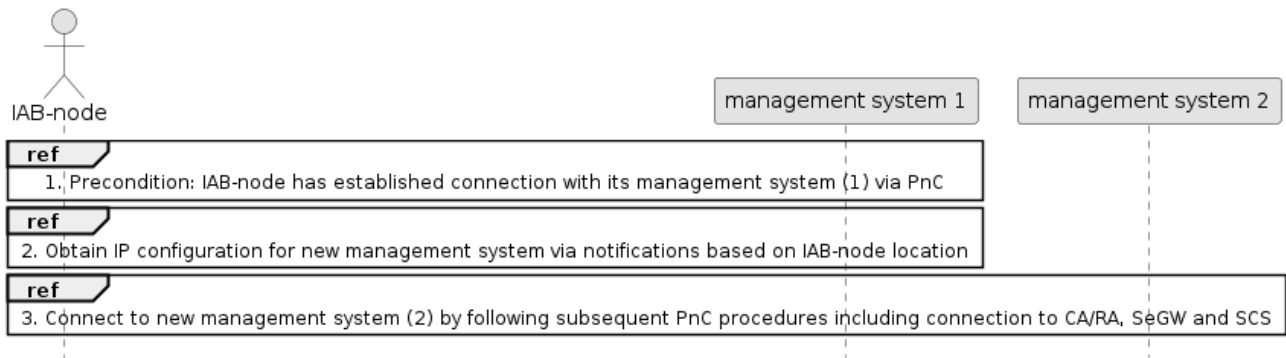 IAB-node
management system 1
management system 2
ref
1. Precondition: IAB-node has established connection with its management system (1) via PnC
ref
2. Obtain IP configuration for new management system via notifications based on IAB-node location
ref
3. Connect to new management system (2) by following subsequent PnC procedures including connection to CA/RA, SeGW and SCS